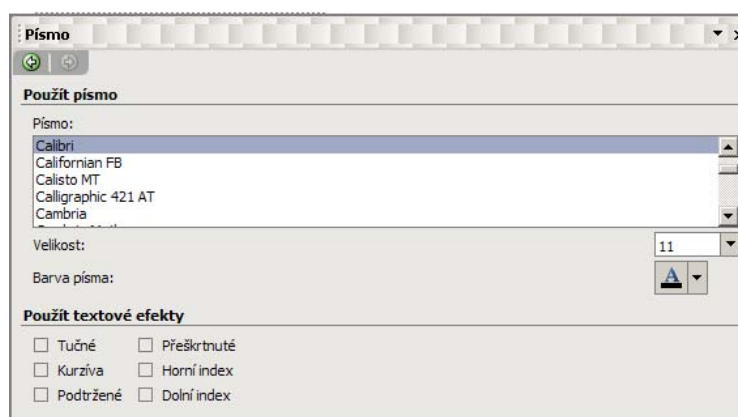 Písmo
Použít písmo
Písmo:
Calibri
Californian FB
Calisto MT
Calligraphic 421 AT
Cambria
Velikost: 11
Barva písma: A
Použít textové efekty
Tučné Přeškrtnuté
Kurzíva Horní index
Podtržené Dolní index